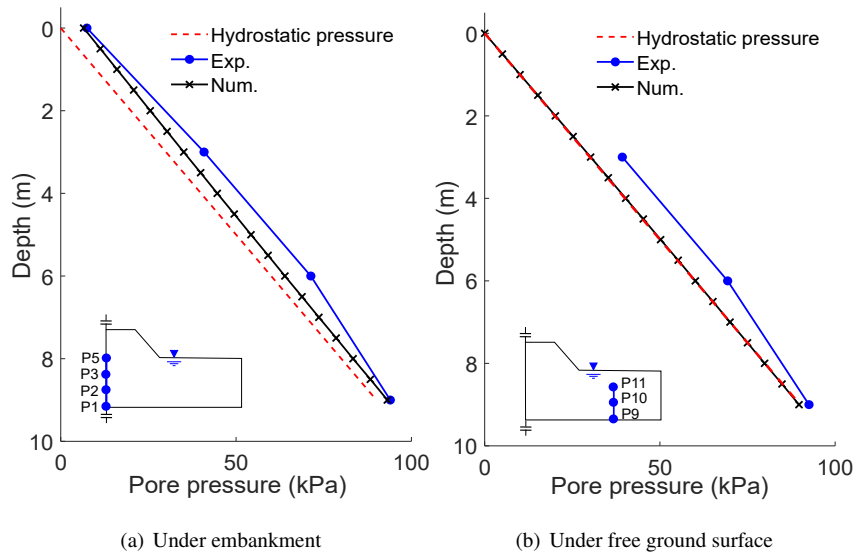 Hydrostatic pressure
Exp.
Num.
0
2
4
6
8
10
Depth (m)
P5
P3
P2
P1
0
50
100
Pore pressure (kPa)
(a) Under embankment
Hydrostatic pressure
Exp.
Num.
0
2
4
6
8
10
Depth (m)
P11
P10
P9
0
50
100
Pore pressure (kPa)
(b) Under free ground surface